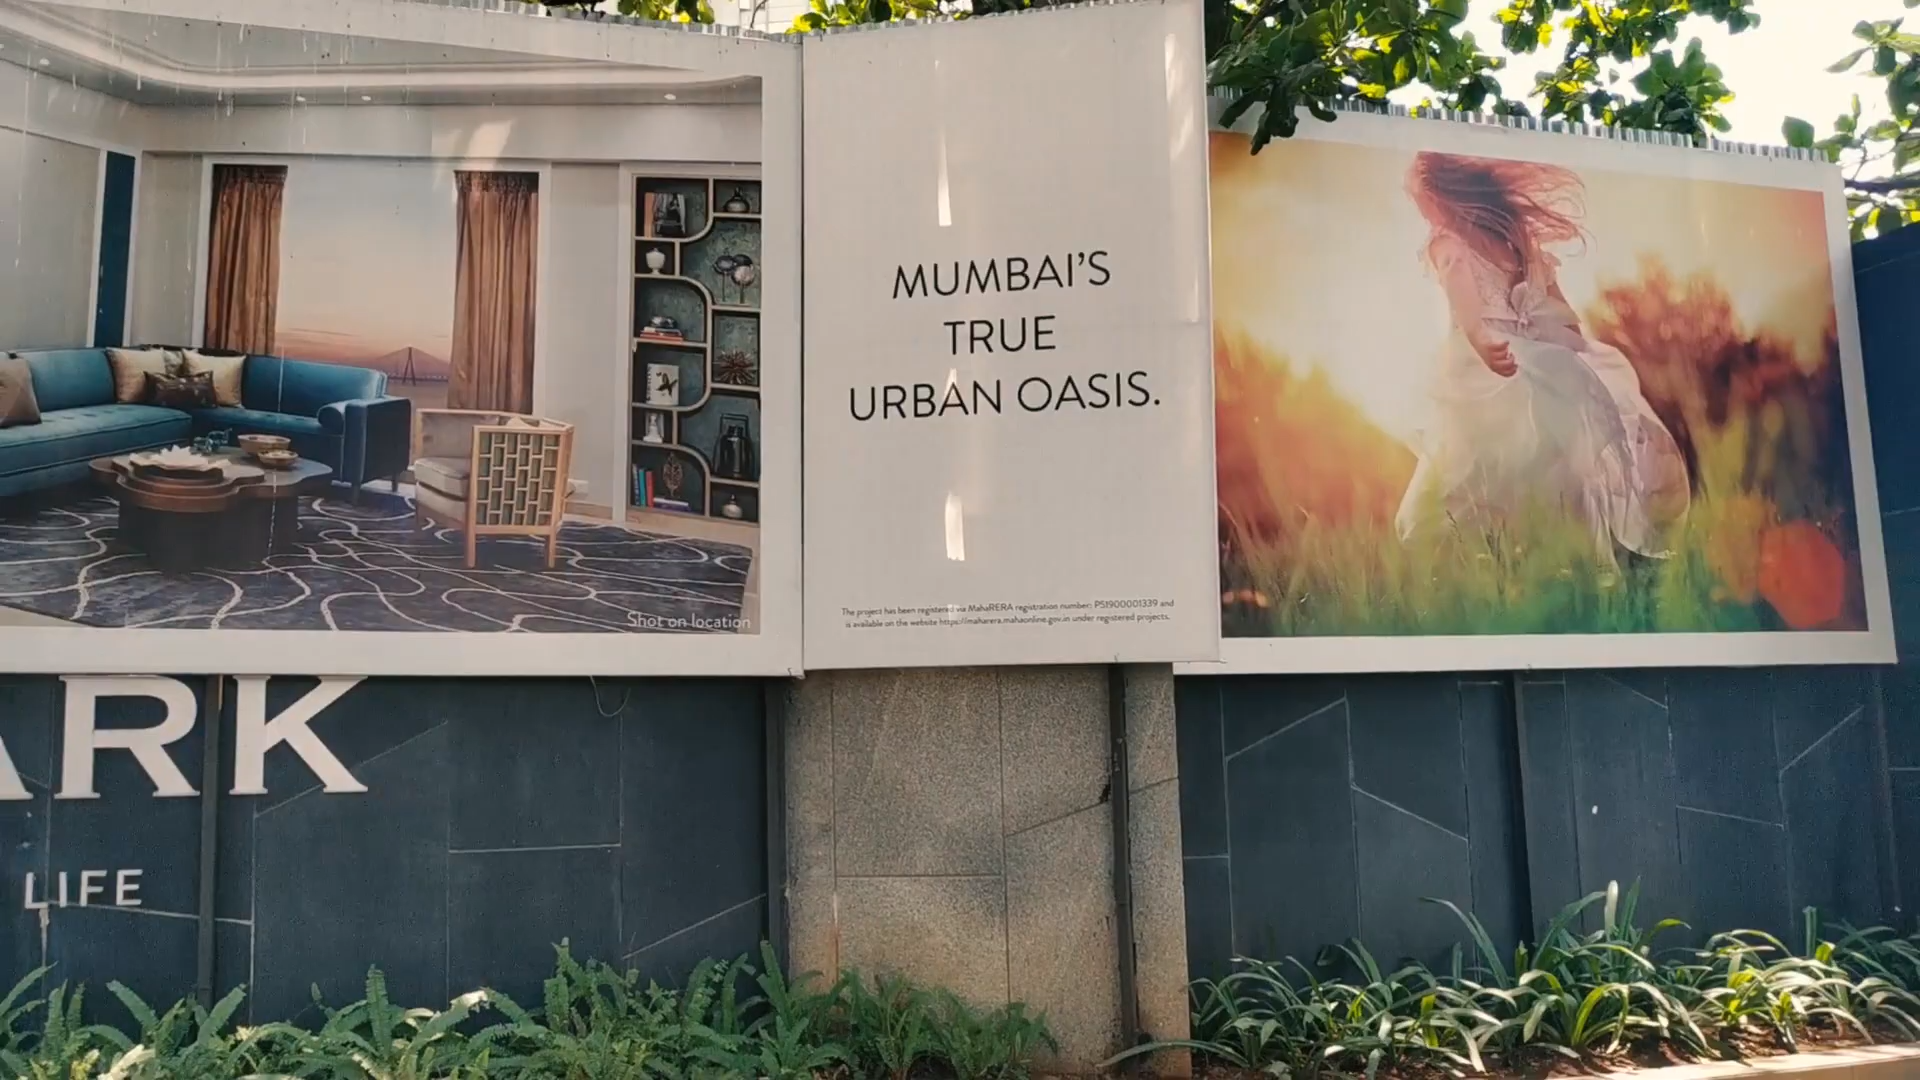 MUMBAI'S
TRUE
URBAN OASIS.
Shot on location
The project has been registered via MahaRERA registration number: P51900001339 and
is available on the website https://maharera.mahaonline.gov.in under registered projects.
ARK
LIFE